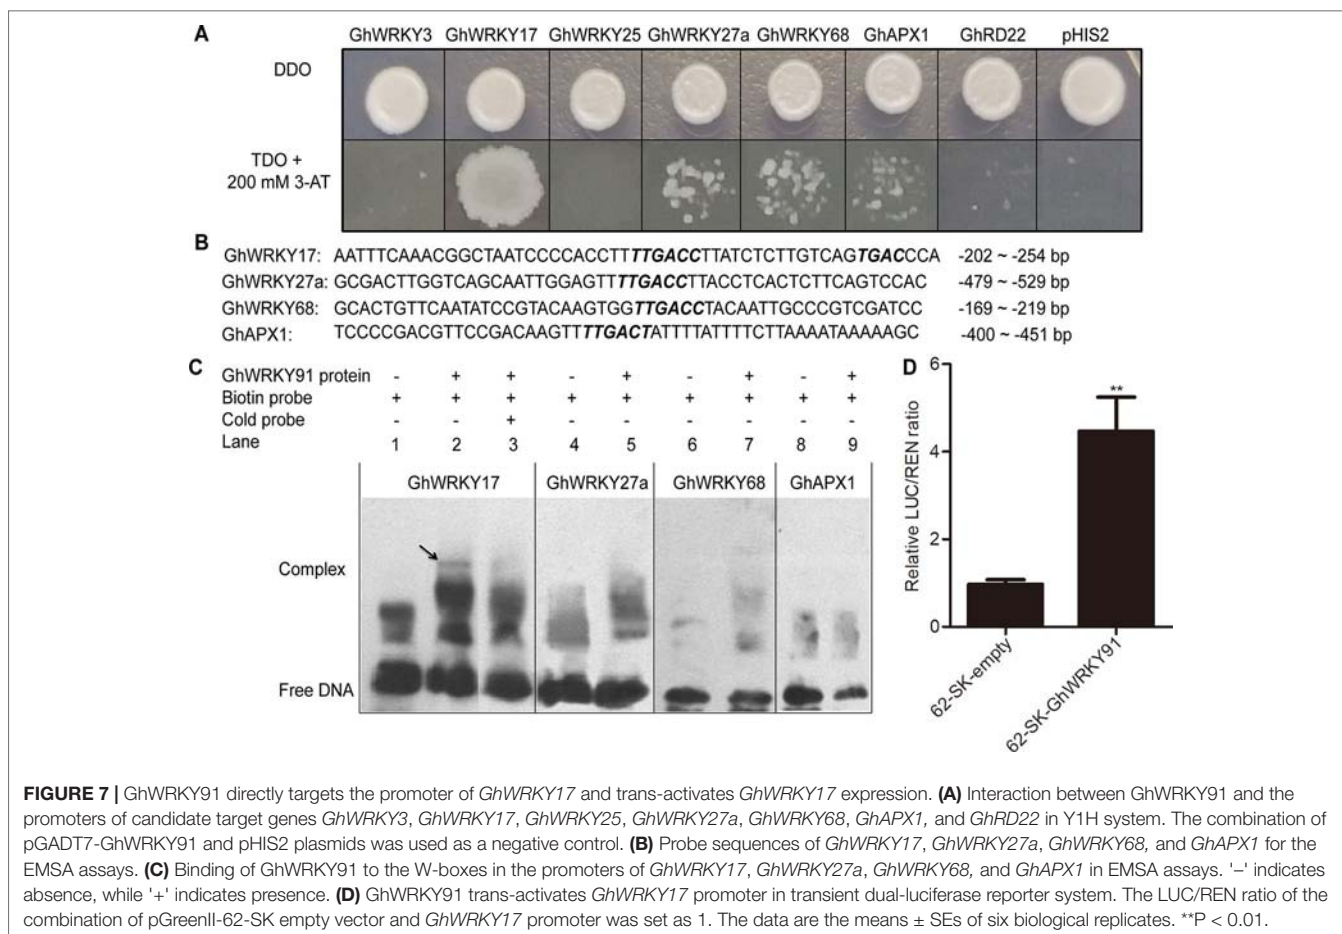 A
GhWRKY3 GhWRKY17 GhWRKY25 GhWRKY27a GhWRKY68 GhAPX1 GhRD22 pHIS2
DDO
TDO +
200 mM 3-AT
B
GhWRKY17: AATTTCAAACGGCTAATCCCCACCTTTTGACCTTATCTCTTGTCAGTGACCCA -202 ~ -254 bp
GhWRKY27a: GCGACTTGGTCAGCAATTGGAGTTTTGACCTTACCTCACTCTTCAGTCCAC -479 ~ -529 bp
GhWRKY68: GCACTGTTCAATATCCGTACAAGTGGTTGACCTACAATTGCCCGTCGATCC -169 ~ -219 bp
GhAPX1: TCCCCGACGTTCCGACAAGTTTTGACTATTTTATTTTCTTAAAATAAAAAGC -400 ~ -451 bp
C
GhWRKY91 protein - + + - + - + - +
Biotin probe + + + + + + + + +
Cold probe - - + - - - - - -
Lane 1 2 3 4 5 6 7 8 9
GhWRKY17 GhWRKY27a GhWRKY68 GhAPX1
Complex
Free DNA
D
Relative LUC/REN ratio
6
4
2
0
**
62-SK-empty
62-SK-GhWRKY91
FIGURE 7 | GhWRKY91 directly targets the promoter of GhWRKY17 and trans-activates GhWRKY17 expression. (A) Interaction between GhWRKY91 and the
promoters of candidate target genes GhWRKY3, GhWRKY17, GhWRKY25, GhWRKY27a, GhWRKY68, GhAPX1, and GhRD22 in Y1H system. The combination of
pGADT7-GhWRKY91 and pHIS2 plasmids was used as a negative control. (B) Probe sequences of GhWRKY17, GhWRKY27a, GhWRKY68, and GhAPX1 for the
EMSA assays. (C) Binding of GhWRKY91 to the W-boxes in the promoters of GhWRKY17, GhWRKY27a, GhWRKY68, and GhAPX1 in EMSA assays. '–' indicates
absence, while '+' indicates presence. (D) GhWRKY91 trans-activates GhWRKY17 promoter in transient dual-luciferase reporter system. The LUC/REN ratio of the
combination of pGreenII-62-SK empty vector and GhWRKY17 promoter was set as 1. The data are the means ± SEs of six biological replicates. **P < 0.01.